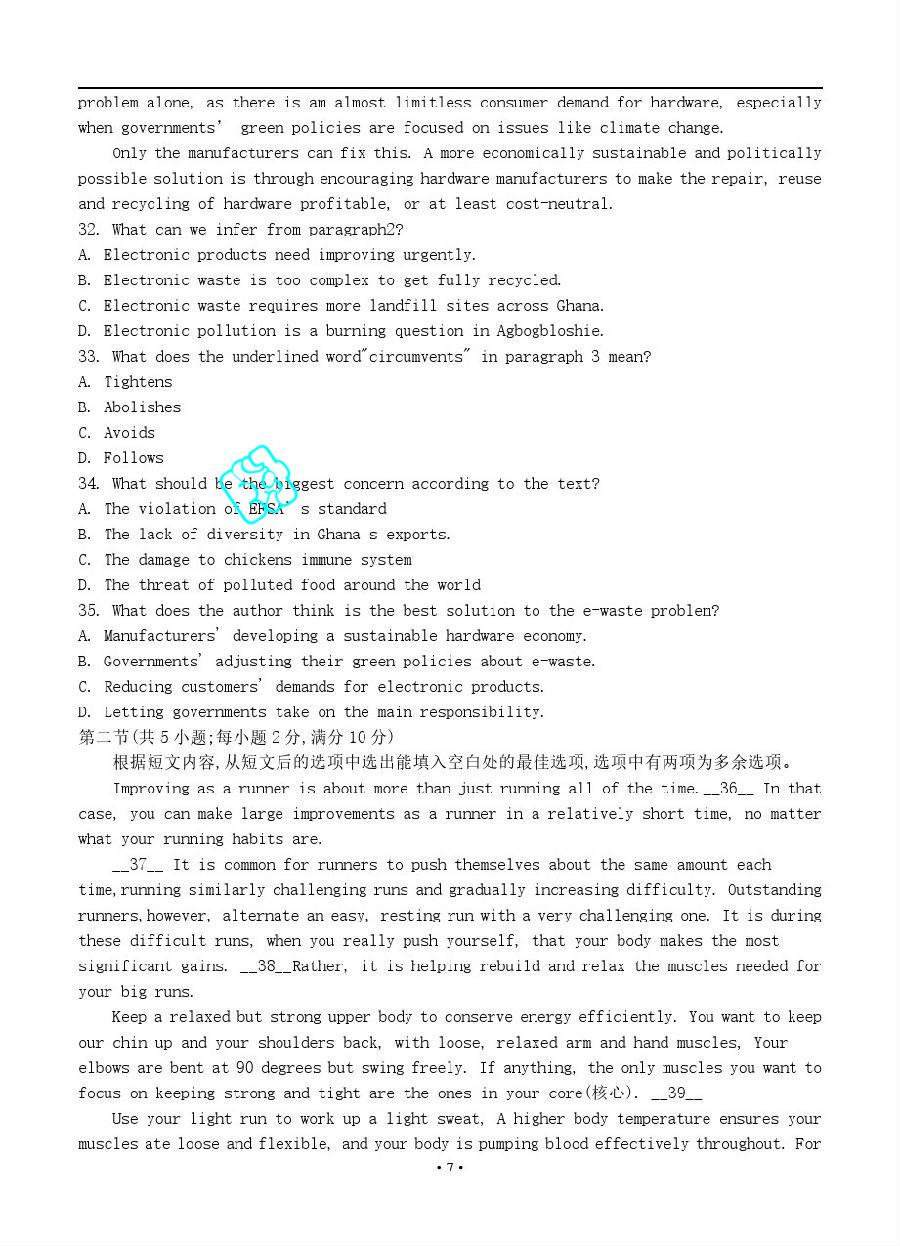 problem alone, as there is am almost limitless consumer demand for hardware, especially
when governments' green policies are focused on issues like climate change.
Only the manufacturers can fix this. A more economically sustainable and politically
possible solution is through encouraging hardware manufacturers to make the repair, reuse
and recycling of hardware profitable, or at least cost-neutral.
32. What can we infer from paragraph2?
A. Electronic products need improving urgently.
B. Electronic waste is too complex to get fully recycled.
C. Electronic waste requires more landfill sites across Ghana.
D. Electronic pollution is a burning question in Agbogbloshie.
33. What does the underlined word"circumvents" in paragraph 3 mean?
A. Tightens
B. Abolishes
C. Avoids
D. Follows
34. What should be the biggest concern according to the text?
A. The violation of EFSA's standard
B. The lack of diversity in Ghana s exports.
C. The damage to chickens immune system
D. The threat of polluted food around the world
35. What does the author think is the best solution to the e-waste problen?
A. Manufacturers' developing a sustainable hardware economy.
B. Governments' adjusting their green policies about e-waste.
C. Reducing customers' demands for electronic products.
D. Letting governments take on the main responsibility.
第二节(共5小题;每小题2分,满分10分)
根据短文内容,从短文后的选项中选出能填入空白处的最佳选项,选项中有两项为多余选项。
Improving as a runner is about more than just running all of the time.__36__ In that
case, you can make large improvements as a runner in a relatively short time, no matter
what your running habits are.
__37__ It is common for runners to push themselves about the same amount each
time,running similarly challenging runs and gradually increasing difficulty. Outstanding
runners,however, alternate an easy, resting run with a very challenging one. It is during
these difficult runs, when you really push yourself, that your body makes the most
significant gains. __38__Rather, it is helping rebuild and relax the muscles needed for
your big runs.
Keep a relaxed but strong upper body to conserve energy efficiently. You want to keep
our chin up and your shoulders back, with loose, relaxed arm and hand muscles, Your
elbows are bent at 90 degrees but swing freely. If anything, the only muscles you want to
focus on keeping strong and tight are the ones in your core(核心). __39__
Use your light run to work up a light sweat, A higher body temperature ensures your
muscles ate loose and flexible, and your body is pumping blood effectively throughout. For
•7•